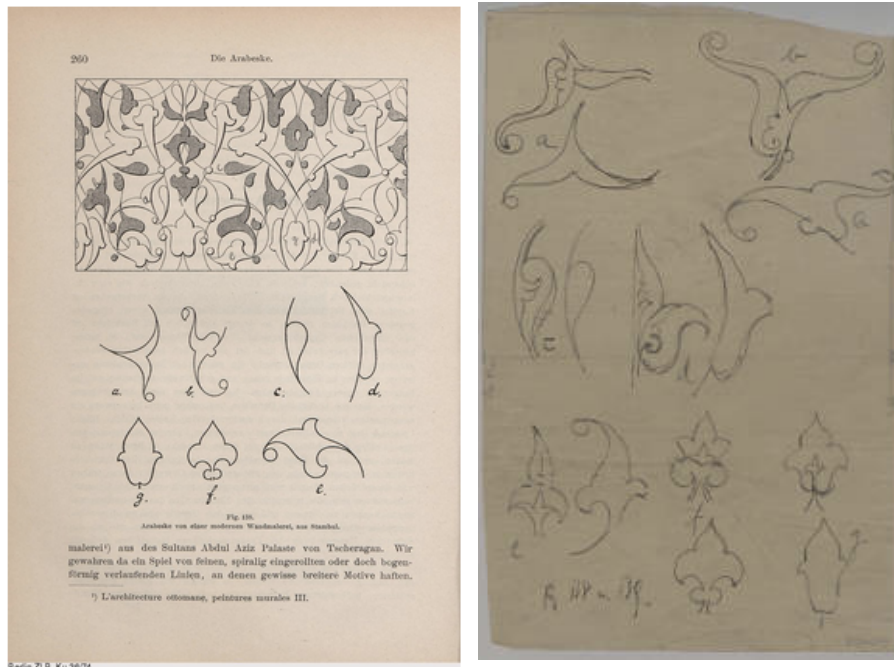 260
Die Arabeske.
a.
b.
c.
d.
g.
f.
e.
Arabeske von einer modernen Wandmalerei, aus Stambul.
malerei¹) aus des Sultans Abdul Aziz Palaste von Tscheragan. Wir
gewahren da ein Spiel von feinen, spiralig eingerollten oder doch bogen-
förmig verlaufenden Linien, an denen gewisse breitere Motive haften.
¹) L'architecture ottomane, peintures murales III.
a
b
a
c
e
f
g